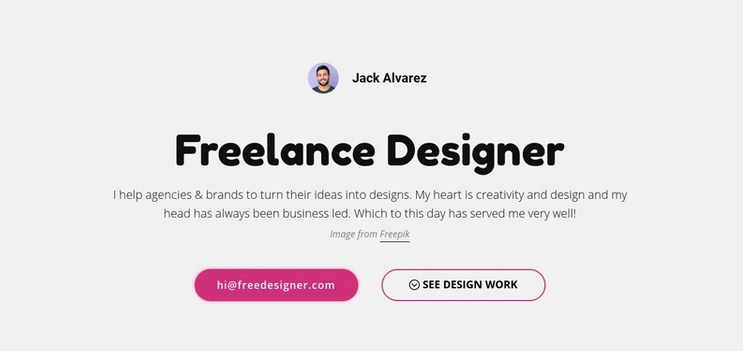 Jack Alvarez
Freelance Designer
I help agencies & brands to turn their ideas into designs. My heart is creativity and design and my
head has always been business led. Which to this day has served me very well!
Image from Freepik
hi@freedesigner.com
SEE DESIGN WORK